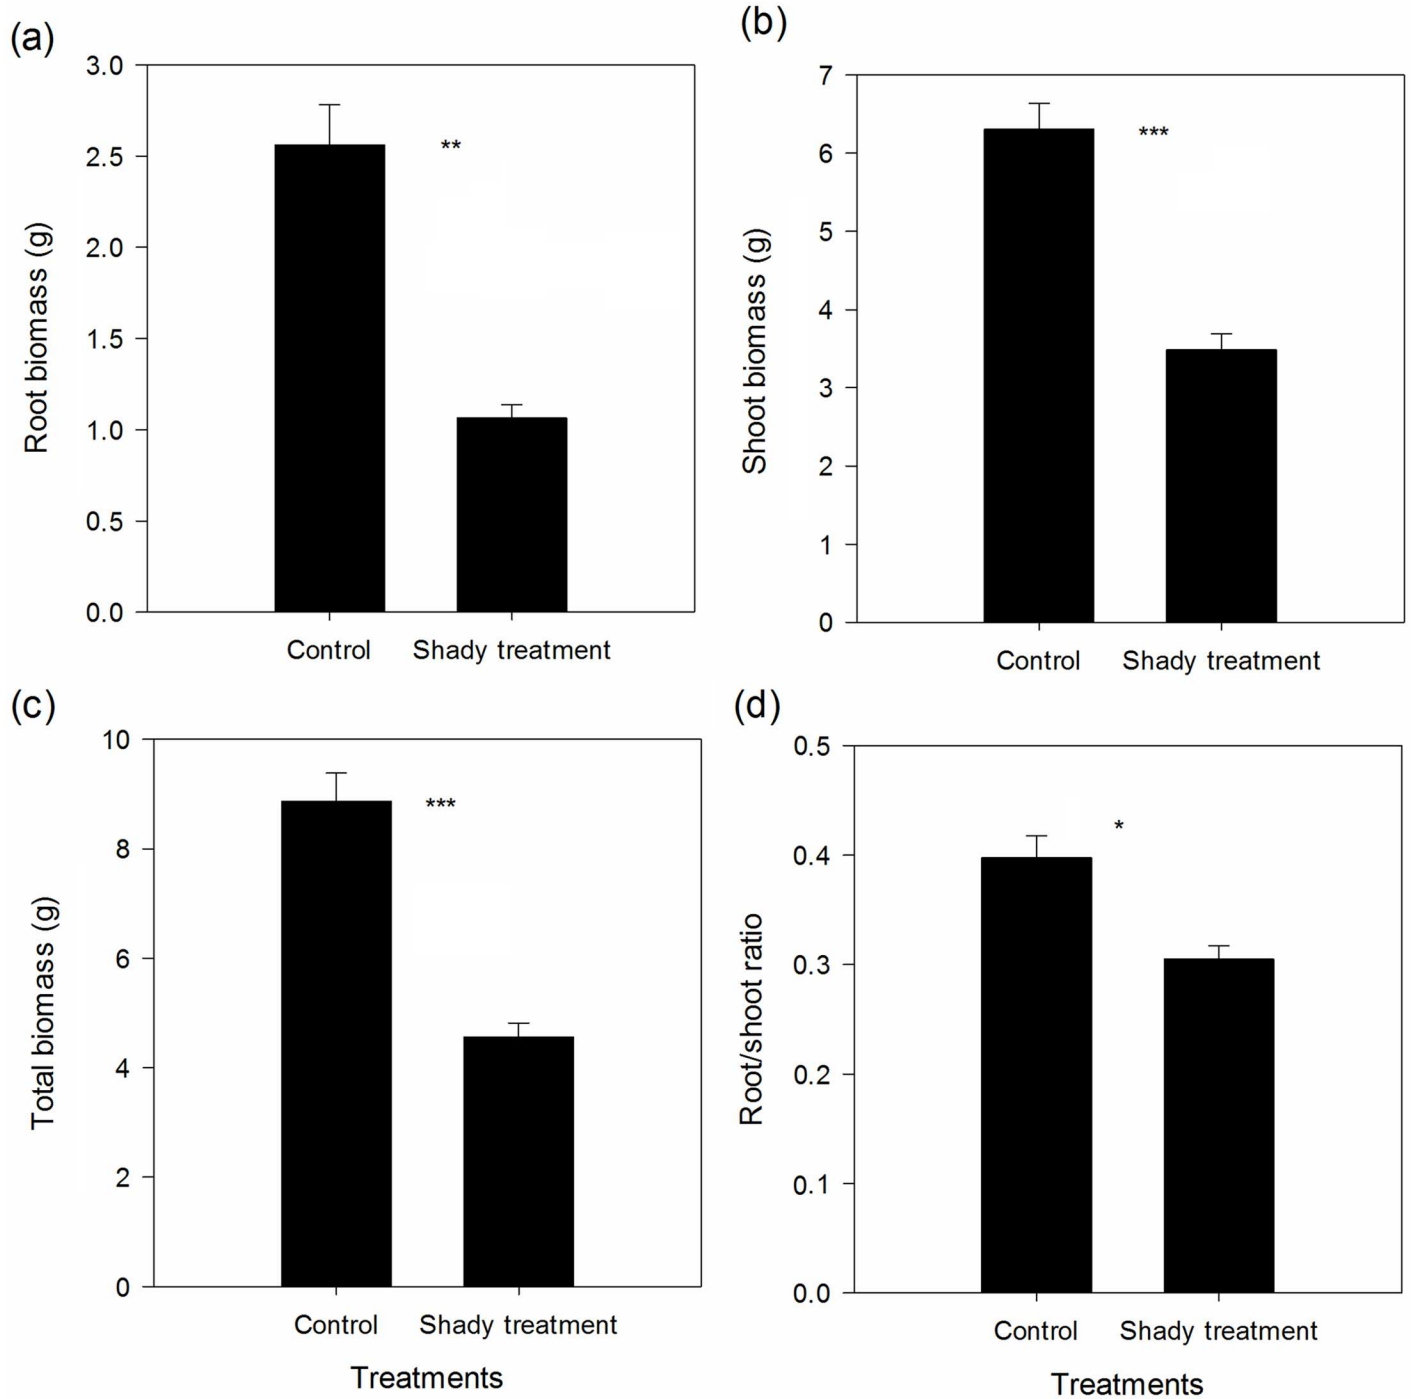 (a)
3.0
2.5
2.0
1.5
1.0
0.5
0.0
Root biomass (g)
**
Control
Shady treatment
(b)
7
6
5
4
3
2
1
0
Shoot biomass (g)
***
Control
Shady treatment
(c)
10
8
6
4
2
0
Total biomass (g)
***
Control
Shady treatment
Treatments
(d)
0.5
0.4
0.3
0.2
0.1
0.0
Root/shoot ratio
*
Control
Shady treatment
Treatments